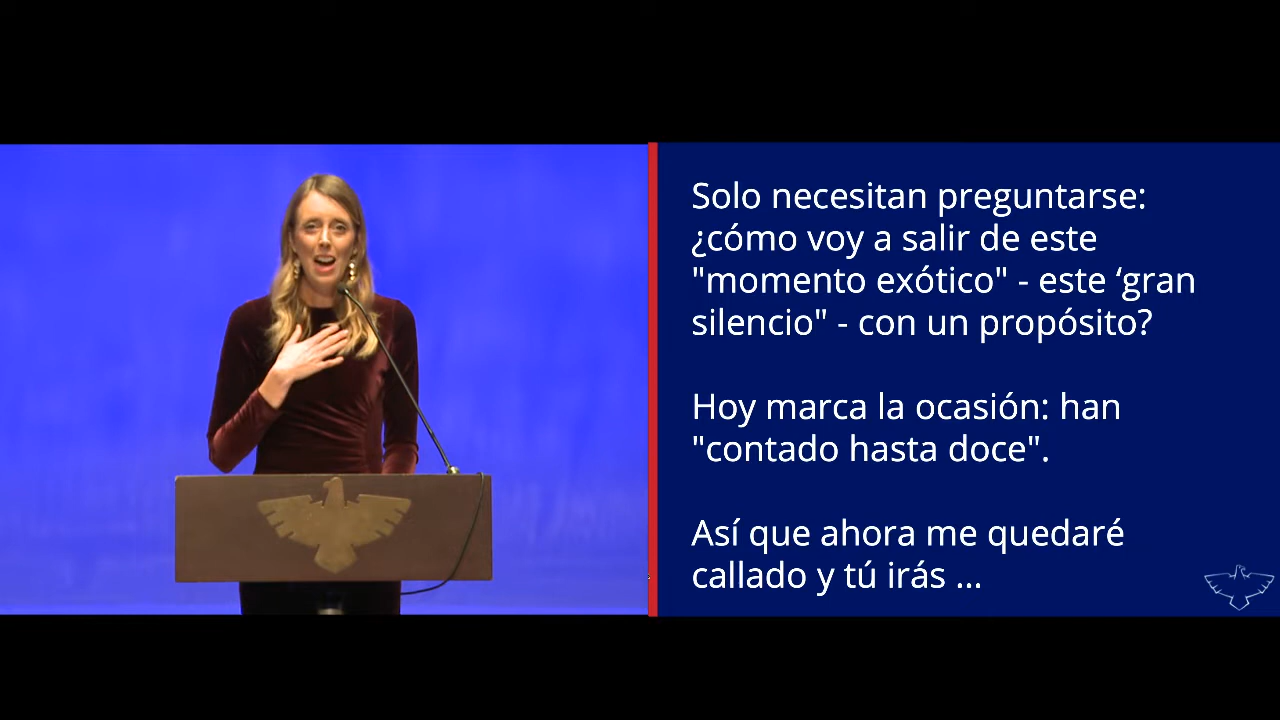 Solo necesitan preguntarse:
¿cómo voy a salir de este
"momento exótico" - este ‘gran
silencio" - con un propósito?
Hoy marca la ocasión: han
"contado hasta doce".
Así que ahora me quedaré
callado y tú irás ...